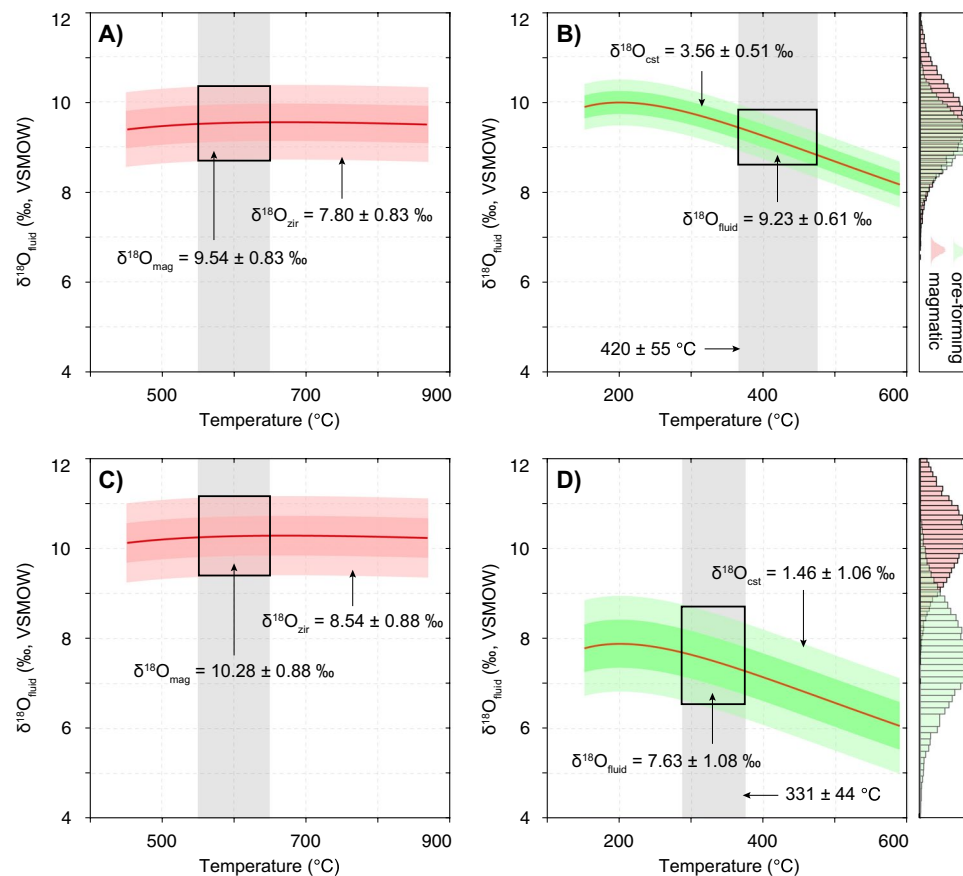 A)
12
10
8
6
4
δ18Ofluid (‰, VSMOW)
δ18Ozir = 7.80 ± 0.83 ‰
δ18Omag = 9.54 ± 0.83 ‰
500
700
900
Temperature (°C)
B)
12
10
8
6
4
δ18Ofluid (‰, VSMOW)
δ18Ocst = 3.56 ± 0.51 ‰
δ18Ofluid = 9.23 ± 0.61 ‰
420 ± 55 °C
200
400
600
Temperature (°C)
ore-forming
magmatic
C)
12
10
8
6
4
δ18Ofluid (‰, VSMOW)
δ18Ozir = 8.54 ± 0.88 ‰
δ18Omag = 10.28 ± 0.88 ‰
500
700
900
Temperature (°C)
D)
12
10
8
6
4
δ18Ofluid (‰, VSMOW)
δ18Ocst = 1.46 ± 1.06 ‰
δ18Ofluid = 7.63 ± 1.08 ‰
331 ± 44 °C
200
400
600
Temperature (°C)